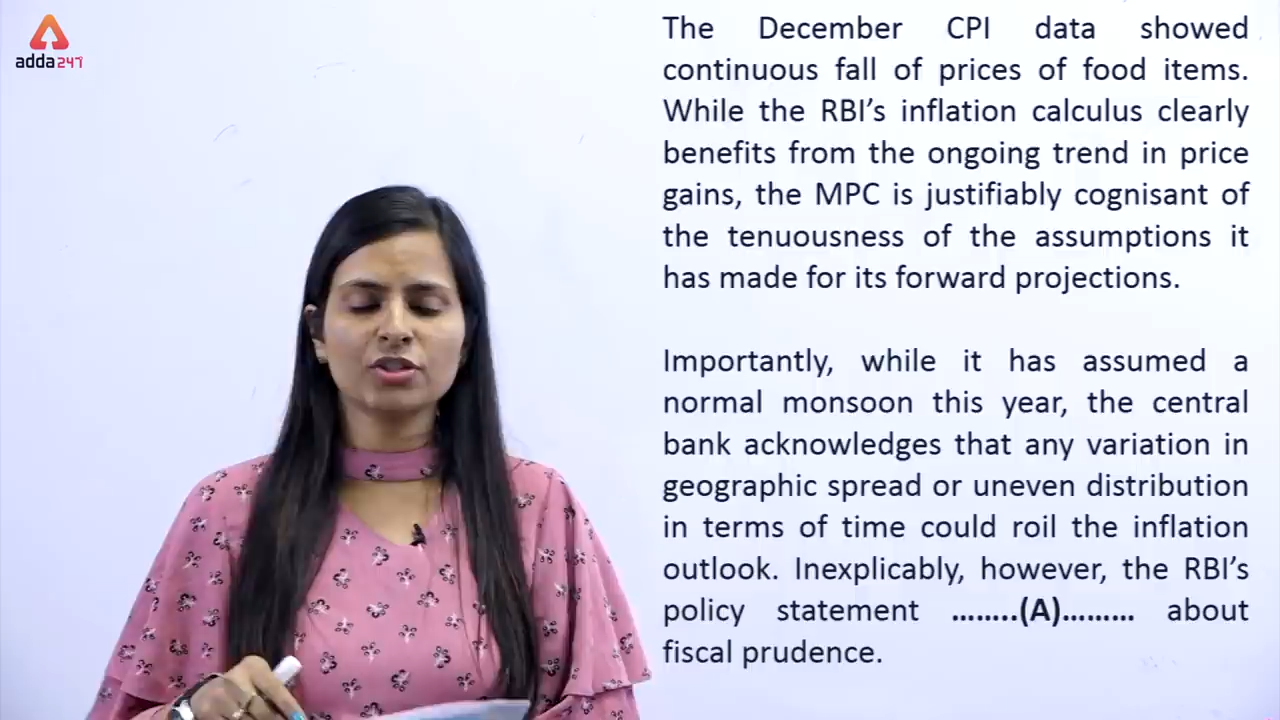 adda247
The December CPI data showed
continuous fall of prices of food items.
While the RBI's inflation calculus clearly
benefits from the ongoing trend in price
gains, the MPC is justifiably cognisant of
the tenuousness of the assumptions it
has made for its forward projections.
Importantly, while it has assumed a
normal monsoon this year, the central
bank acknowledges that any variation in
geographic spread or uneven distribution
in terms of time could roil the inflation
outlook. Inexplicably, however, the RBI's
policy statement ……..(A)……… about
fiscal prudence.